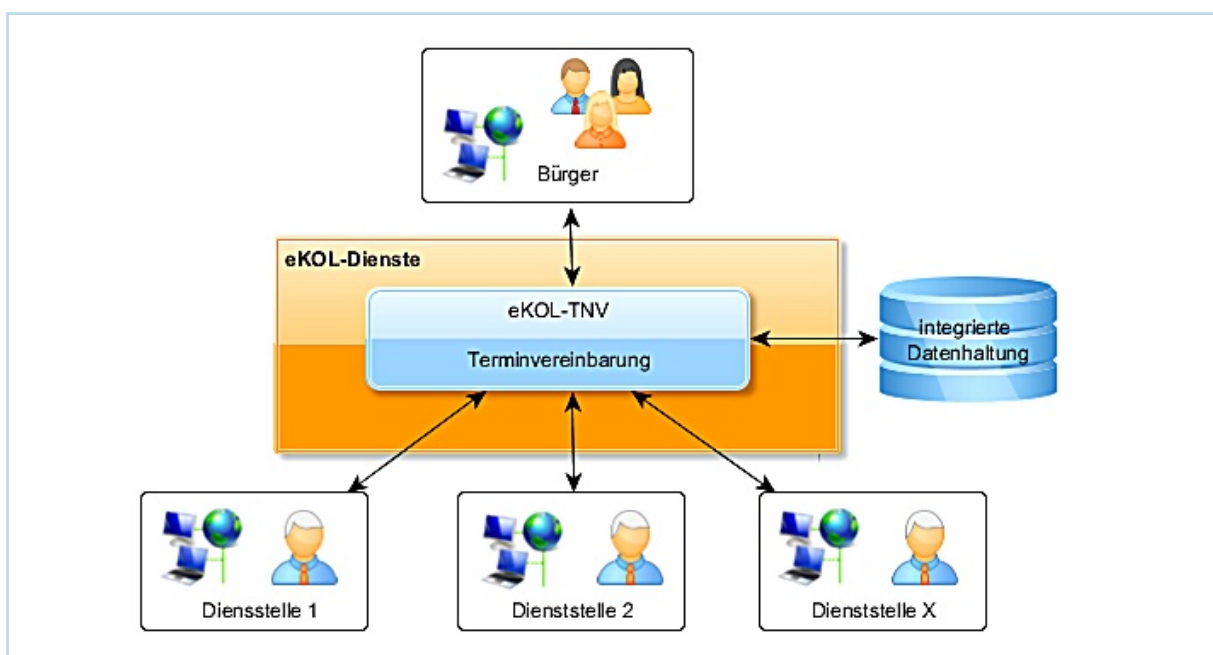 Bürger
eKOL-Dienste
eKOL-TNV
Terminvereinbarung
integrierte
Datenhaltung
Diensstelle 1
Dienststelle 2
Dienststelle X